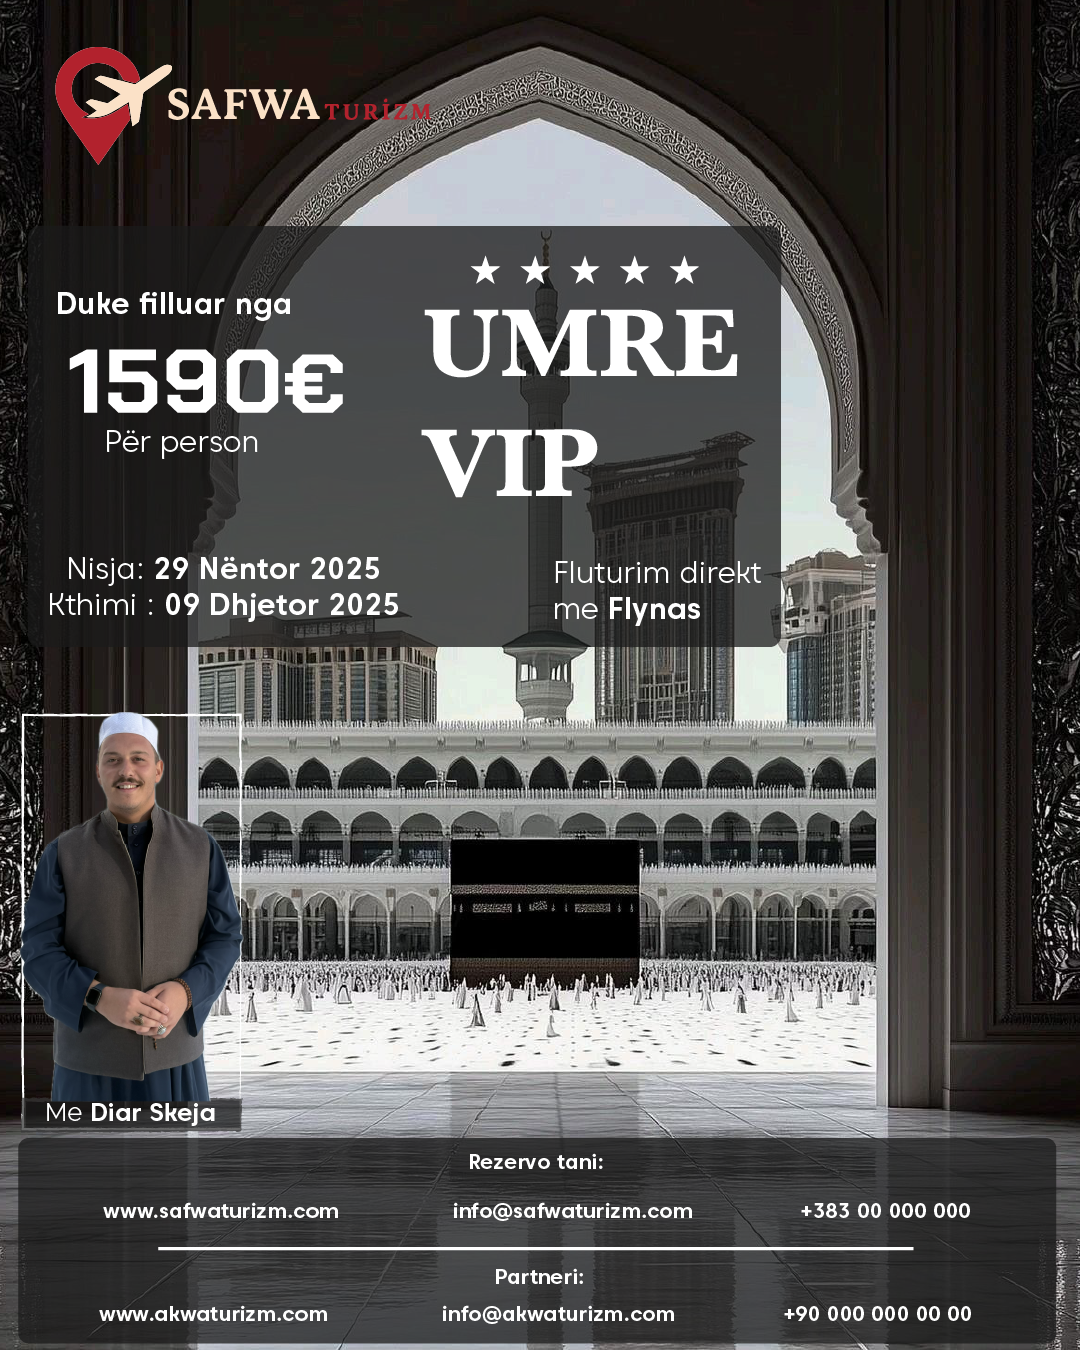 SAFWA TURİZM
Duke filluar nga
1590€
Për person
★ ★ ★ ★ ★
UMRE
VIP
Nisja: 29 Nëntor 2025
Kthimi : 09 Dhjetor 2025
Fluturim direkt
me Flynas
Me Diar Skeja
Rezervo tani:
www.safwaturizm.com info@safwaturizm.com +383 00 000 000
Partneri:
www.akwaturizm.com info@akwaturizm.com +90 000 000 00 00